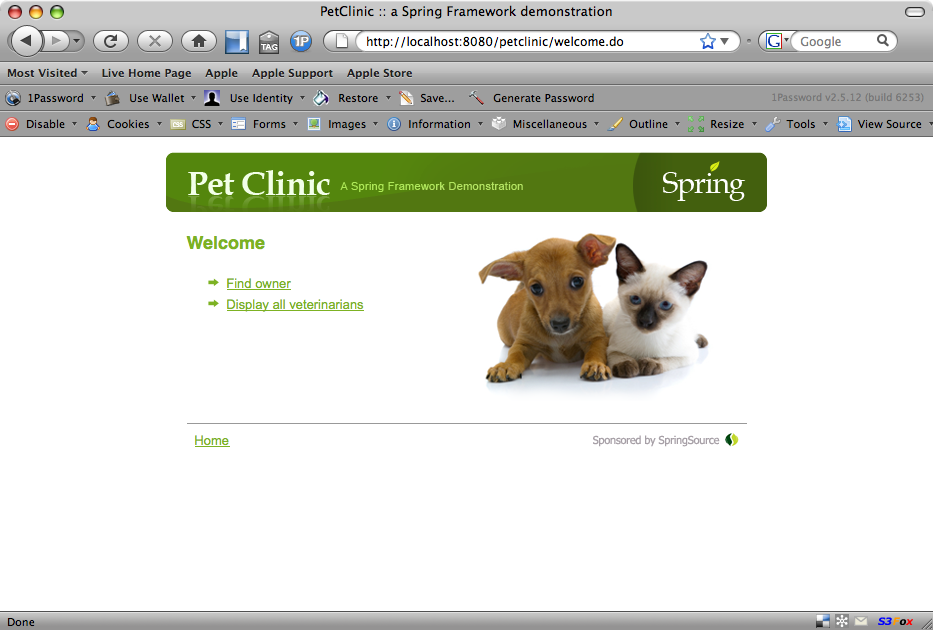 PetClinic :: a Spring Framework demonstration
TAG 1P http://localhost:8080/petclinic/welcome.do G Google
Most Visited Live Home Page Apple Apple Support Apple Store
1Password Use Wallet Use Identity Restore Save... Generate Password 1Password v2.5.12 (build 6253)
Disable Cookies CSS CSS Forms Images Information Miscellaneous Outline Resize Tools View Source
Pet Clinic A Spring Framework Demonstration Spring
Welcome
Find owner
Display all veterinarians
Home Sponsored by SpringSource
Done S3Fox